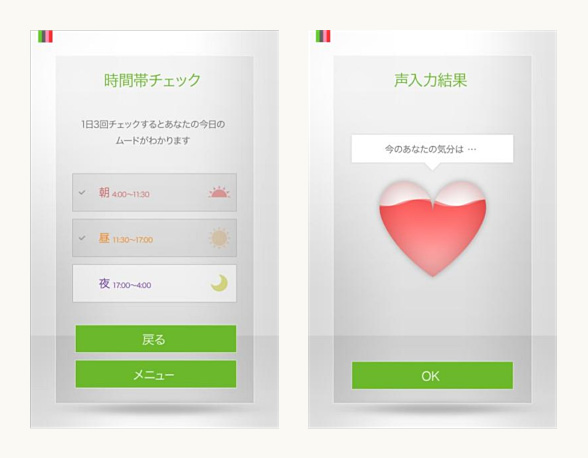 時間帯チェック
1日3回チェックするとあなたの今日の
ムードがわかります
朝 4:00～11:30
昼 11:30～17:00
夜 17:00～4:00
戻る
メニュー
声入力結果
今のあなたの気分は …
OK